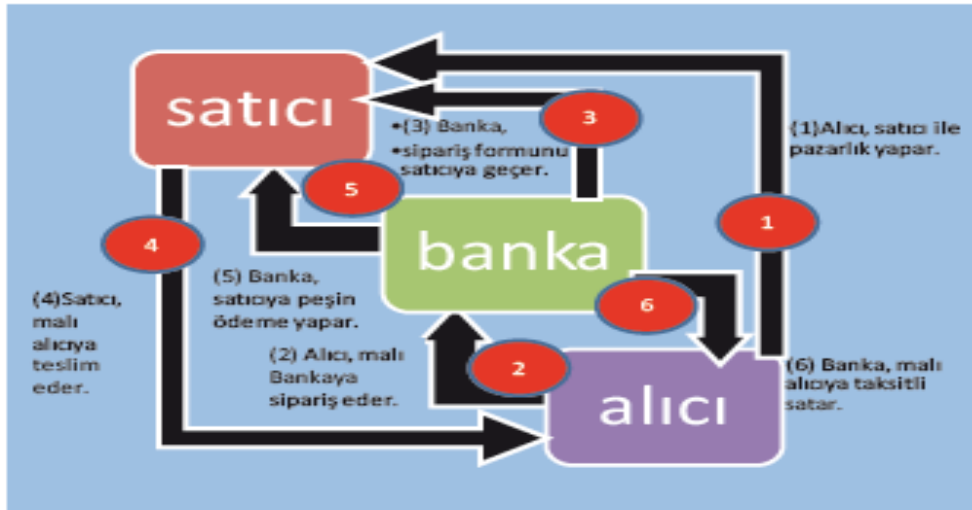 satıcı
3
•(3) Banka,
•sipariş formunu
satıcıya geçer.
(1)Alıcı, satıcı ile
pazarlık yapar.
5
1
4
banka
(5) Banka,
satıcıya peşin
ödeme yapar.
6
(4)Satıcı,
malı
alıcıya
teslim
eder.
(2) Alıcı, malı
Bankaya
sipariş eder.
2
(6) Banka, malı
alıcıya taksitli
satar.
alıcı